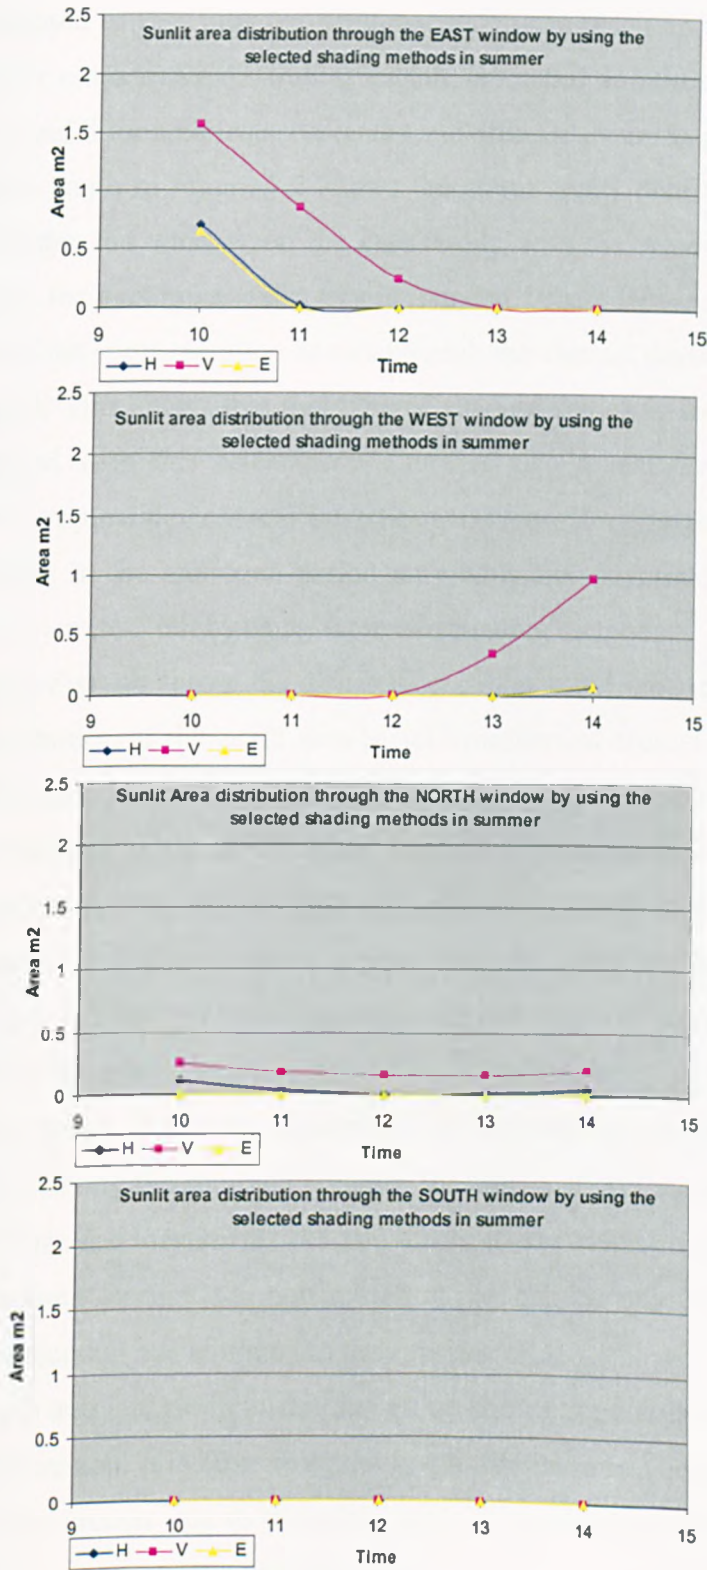 Sunlit area distribution through the EAST window by using the
selected shading methods in summer
2.5
2
1.5
1
0.5
0
Area m2
9 10 11 12 13 14 15
Time
H V E
Sunlit area distribution through the WEST window by using the
selected shading methods in summer
2.5
2
1.5
1
0.5
0
Area m2
9 10 11 12 13 14 15
Time
H V E
Sunlit Area distribution through the NORTH window by using the
selected shading methods in summer
2.5
2
1.5
1
0.5
0
Area m2
9 10 11 12 13 14 15
Time
H V E
Sunlit area distribution through the SOUTH window by using the
selected shading methods in summer
2.5
2
1.5
1
0.5
0
Area m2
9 10 11 12 13 14 15
Time
H V E